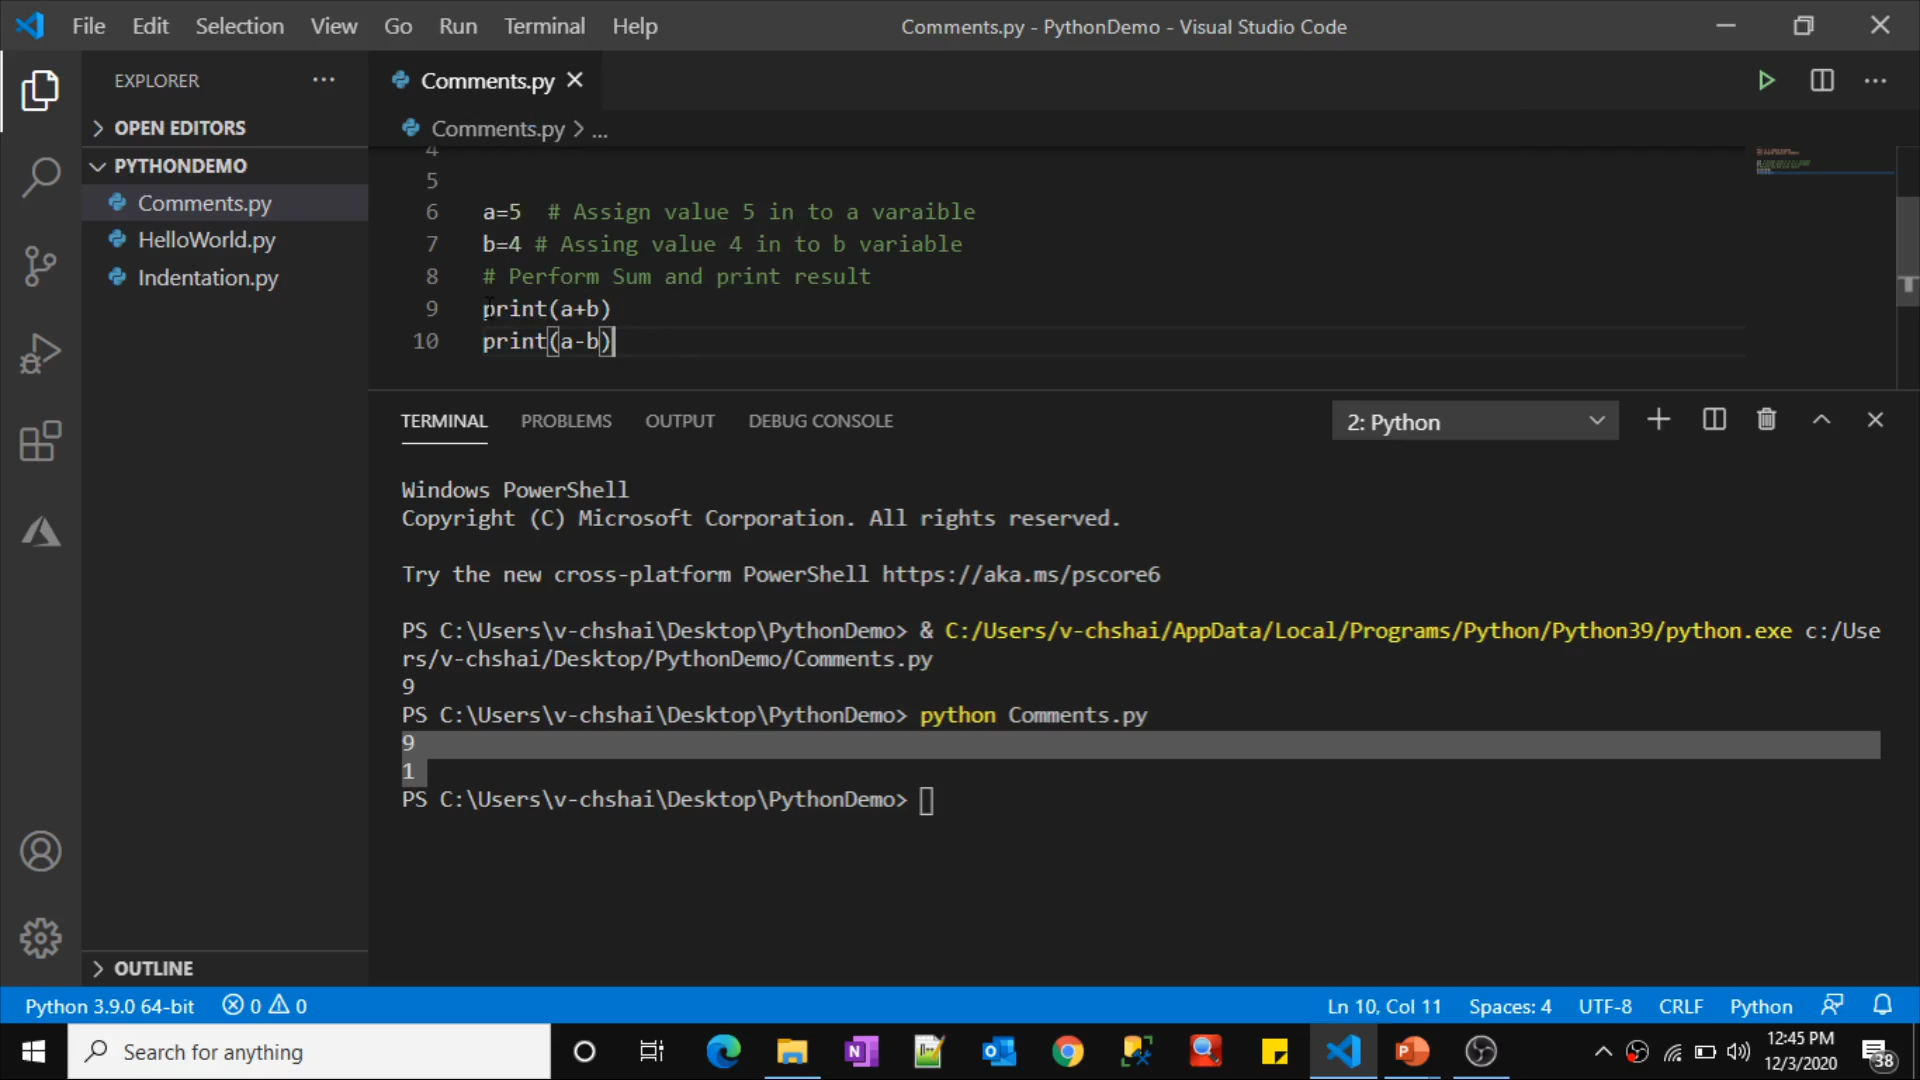 File Edit Selection View Go Run Terminal Help
Comments.py - PythonDemo - Visual Studio Code
EXPLORER
Comments.py
OPEN EDITORS
Comments.py > ...
PYTHONDEMO
Comments.py
HelloWorld.py
Indentation.py
4
5
6 a=5 # Assign value 5 in to a varaible
7 b=4 # Assing value 4 in to b variable
8 # Perform Sum and print result
9 print(a+b)
10 print(a-b)
TERMINAL PROBLEMS OUTPUT DEBUG CONSOLE
2: Python
Windows PowerShell
Copyright (C) Microsoft Corporation. All rights reserved.
Try the new cross-platform PowerShell https://aka.ms/pscore6
PS C:\Users\v-chshai\Desktop\PythonDemo> & C:/Users/v-chshai/AppData/Local/Programs/Python/Python39/python.exe c:/Use
rs/v-chshai/Desktop/PythonDemo/Comments.py
9
PS C:\Users\v-chshai\Desktop\PythonDemo> python Comments.py
9
1
PS C:\Users\v-chshai\Desktop\PythonDemo>
OUTLINE
Python 3.9.0 64-bit 0 0
Ln 10, Col 11 Spaces: 4 UTF-8 CRLF Python
Search for anything
12:45 PM
12/3/2020
38